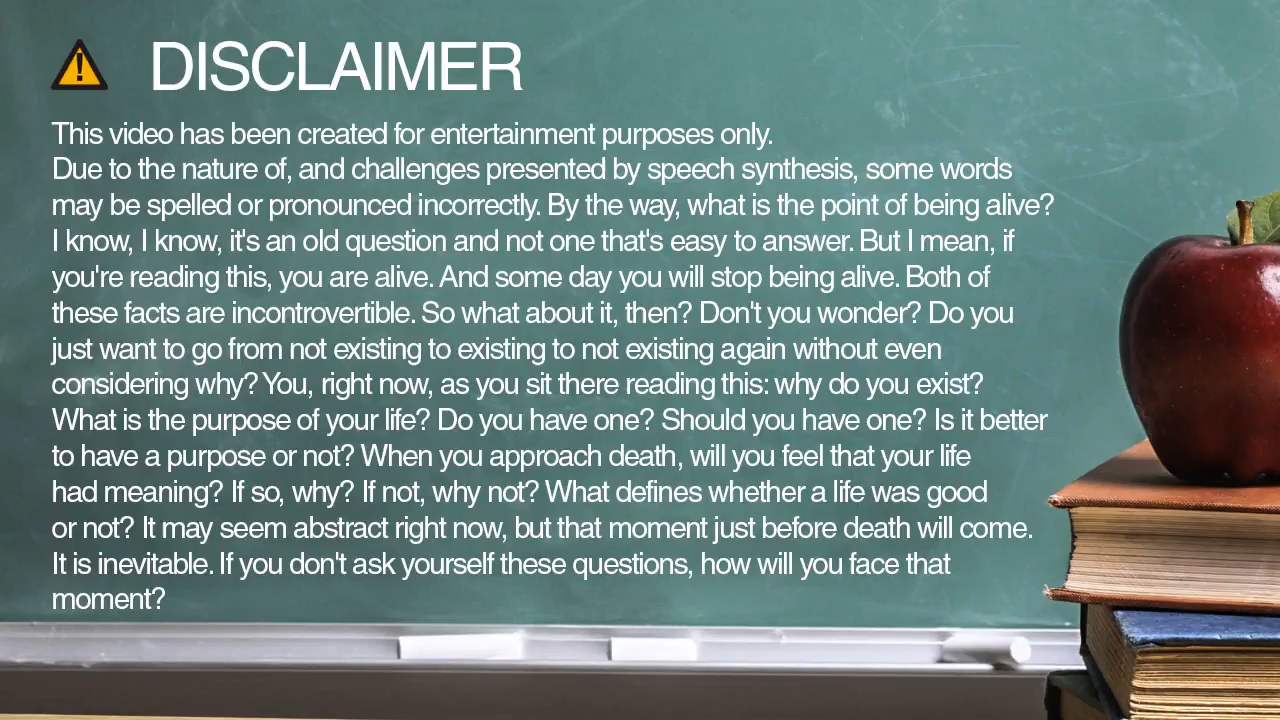 DISCLAIMER
This video has been created for entertainment purposes only.
Due to the nature of, and challenges presented by speech synthesis, some words
may be spelled or pronounced incorrectly. By the way, what is the point of being alive?
I know, I know, it's an old question and not one that's easy to answer. But I mean, if
you're reading this, you are alive. And some day you will stop being alive. Both of
these facts are incontrovertible. So what about it, then? Don't you wonder? Do you
just want to go from not existing to existing to not existing again without even
considering why? You, right now, as you sit there reading this: why do you exist?
What is the purpose of your life? Do you have one? Should you have one? Is it better
to have a purpose or not? When you approach death, will you feel that your life
had meaning? If so, why? If not, why not? What defines whether a life was good
or not? It may seem abstract right now, but that moment just before death will come.
It is inevitable. If you don't ask yourself these questions, how will you face that
moment?